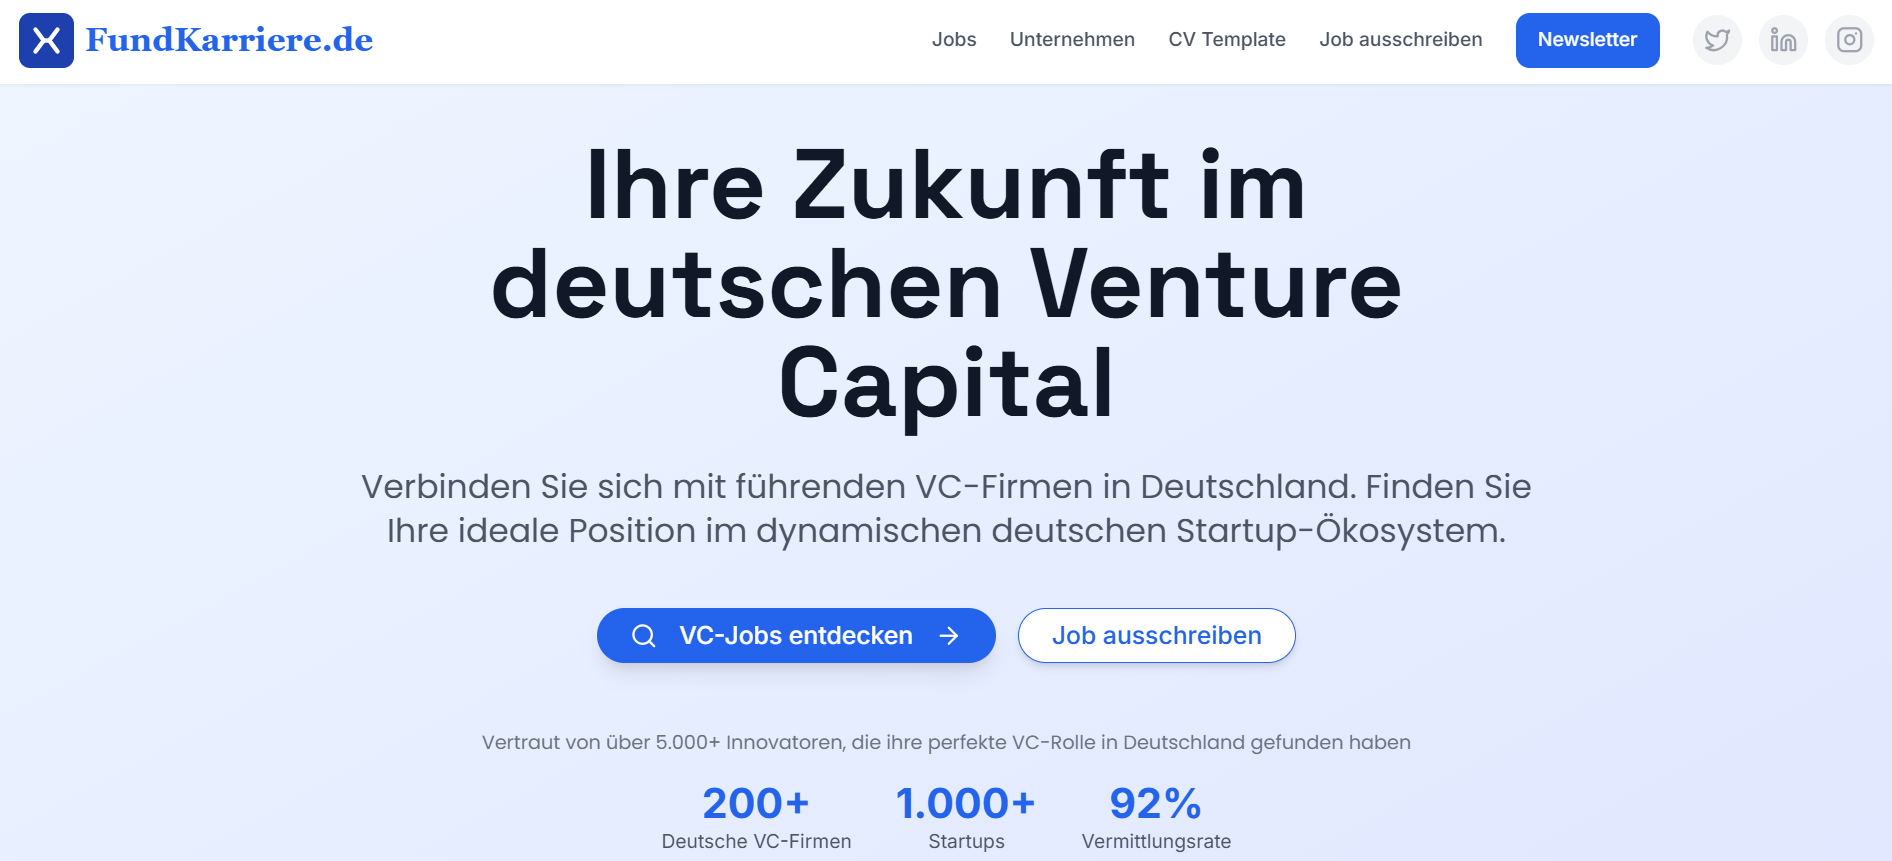 FundKarriere.de
Jobs Unternehmen CV Template Job ausschreiben Newsletter
Ihre Zukunft im
deutschen Venture
Capital
Verbinden Sie sich mit führenden VC-Firmen in Deutschland. Finden Sie
Ihre ideale Position im dynamischen deutschen Startup-Ökosystem.
VC-Jobs entdecken Job ausschreiben
Vertraut von über 5.000+ Innovatoren, die ihre perfekte VC-Rolle in Deutschland gefunden haben
200+ 1.000+ 92%
Deutsche VC-Firmen Startups Vermittlungsrate